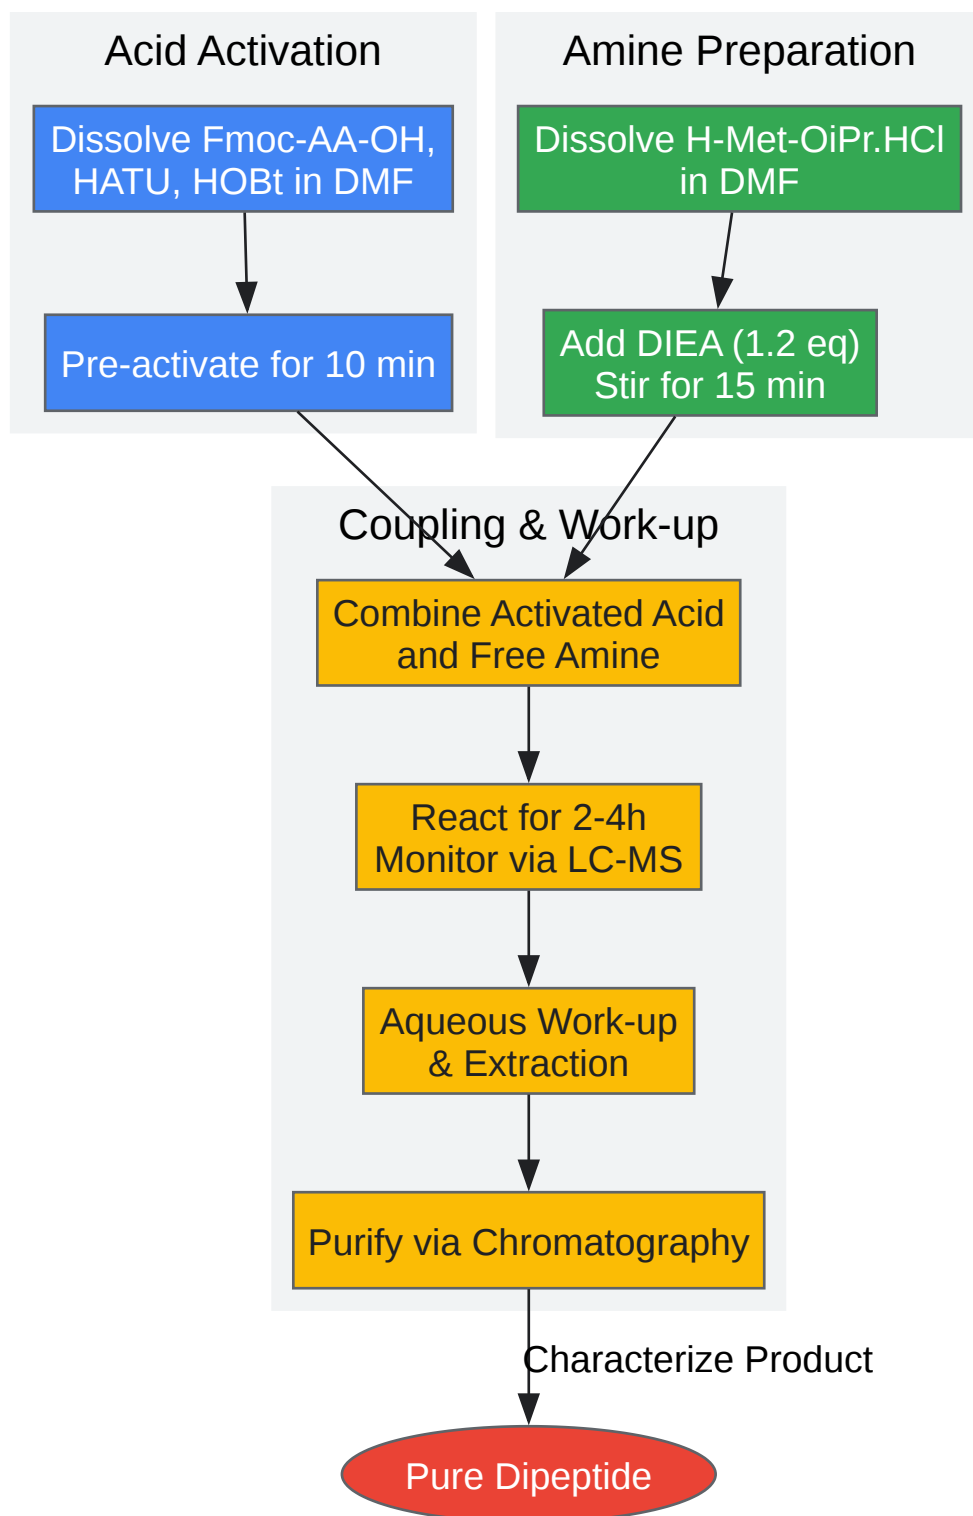 Acid Activation
Dissolve Fmoc-AA-OH,
HATU, HOBt in DMF
Pre-activate for 10 min
Amine Preparation
Dissolve H-Met-OiPr.HCl
in DMF
Add DIEA (1.2 eq)
Stir for 15 min
Coupling & Work-up
Combine Activated Acid
and Free Amine
React for 2-4h
Monitor via LC-MS
Aqueous Work-up
& Extraction
Purify via Chromatography
Characterize Product
Pure Dipeptide